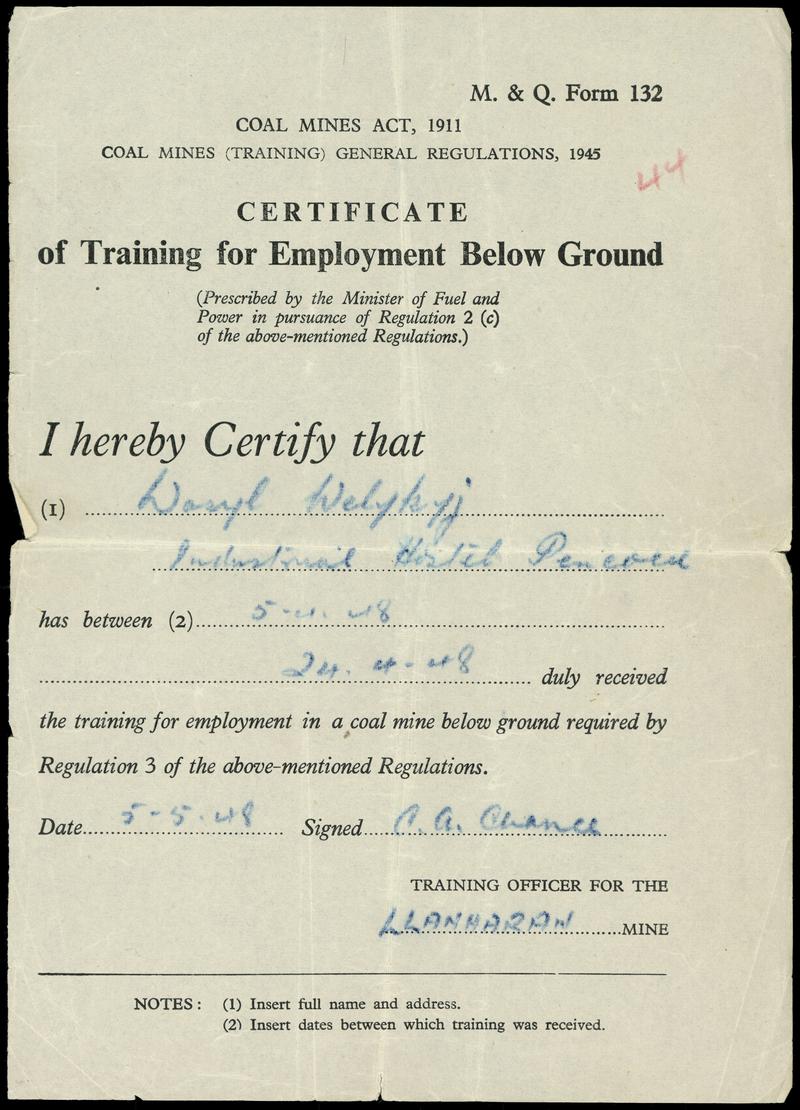 M. & Q. Form 132
COAL MINES ACT, 1911
COAL MINES (TRAINING) GENERAL REGULATIONS, 1945
44
CERTIFICATE
of Training for Employment Below Ground
(Prescribed by the Minister of Fuel and
Power in pursuance of Regulation 2 (c)
of the above-mentioned Regulations.)
I hereby Certify that
(1) Wasyl Welykyj
Industrial Hostel Pencoed
has between (2) 5-4.48
24.4-48 duly received
the training for employment in a coal mine below ground required by
Regulation 3 of the above-mentioned Regulations.
Date 5-5.48 Signed C. A. Chance
TRAINING OFFICER FOR THE
LLANHARAN MINE
NOTES: (1) Insert full name and address.
(2) Insert dates between which training was received.